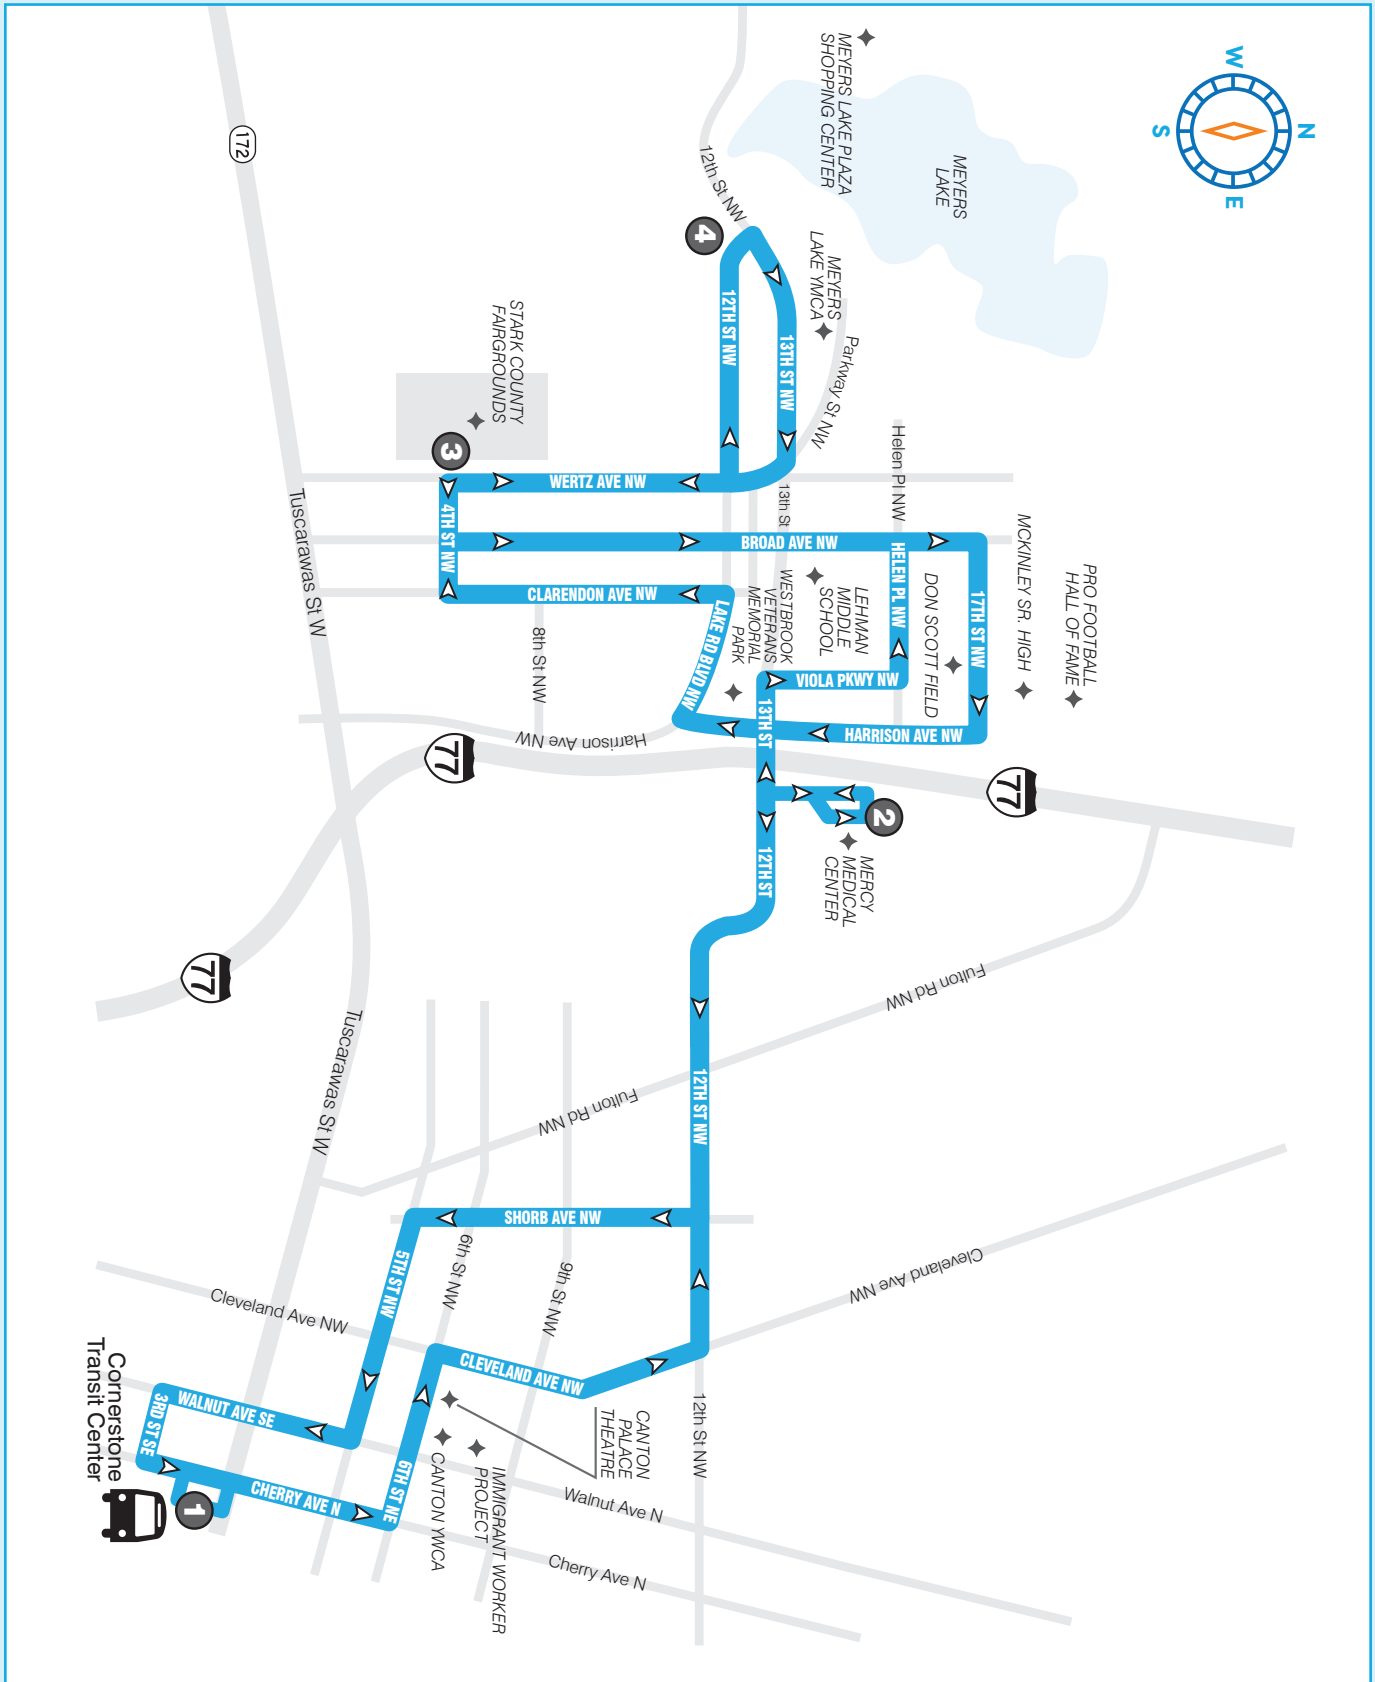 W
N
S
E
MEYERS LAKE PLAZA
SHOPPING CENTER
MEYERS
LAKE
172
12th St NW
4
MEYERS
LAKE YMCA
12TH ST NW
13TH ST NW
Parkway St NW
STARK COUNTY
FAIRGROUNDS
3
Helen Pl NW
WERTZ AVE NW
13th St
Tuscarawas St W
4TH ST NW
BROAD AVE NW
HELEN PL NW
MCKINLEY SR. HIGH
PRO FOOTBALL
HALL OF FAME
17TH ST NW
DON SCOTT FIELD
LEHMAN
MIDDLE
SCHOOL
WESTBROOK
VETERANS
MEMORIAL
PARK
CLARENDON AVE NW
LAKE RD BLVD NW
8th St NW
VIOLA PKWY NW
13TH ST
HARRISON AVE NW
Harrison Ave NW
77
77
2
12TH ST
MERCY
MEDICAL
CENTER
77
Fulton Rd NW
Tuscarawas St W
Fulton Rd NW
12TH ST NW
SHORB AVE NW
5TH ST NW
6th St NW
9th St NW
Cleveland Ave NW
Cleveland Ave NW
CLEVELAND AVE NW
12th St NW
CANTON
PALACE
THEATRE
WALNUT AVE SE
3RD ST SE
CHERRY AVE N
6TH ST NE
CANTON YWCA
IMMIGRANT WORKER
PROJECT
Walnut Ave N
Cherry Ave N
Cornerstone
Transit Center
1